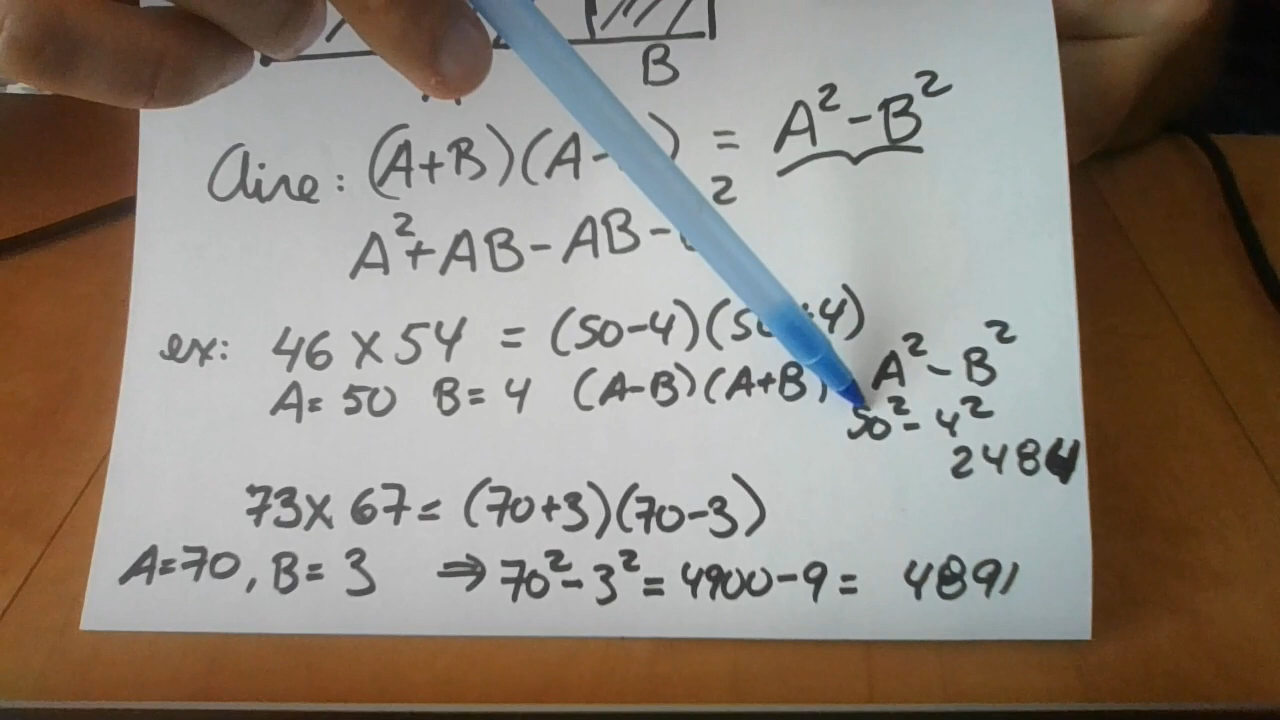 B
Aire: (A+B)(A- ) = A²-B²
A²+AB-AB- ²
ex: 46 x 54 = (50-4)(50+4)
A= 50 B= 4 (A-B)(A+B) A²-B²
50²-4²
2484
73x 67= (70+3)(70-3)
A=70, B= 3 ⇒ 70²-3² = 4900-9= 4891